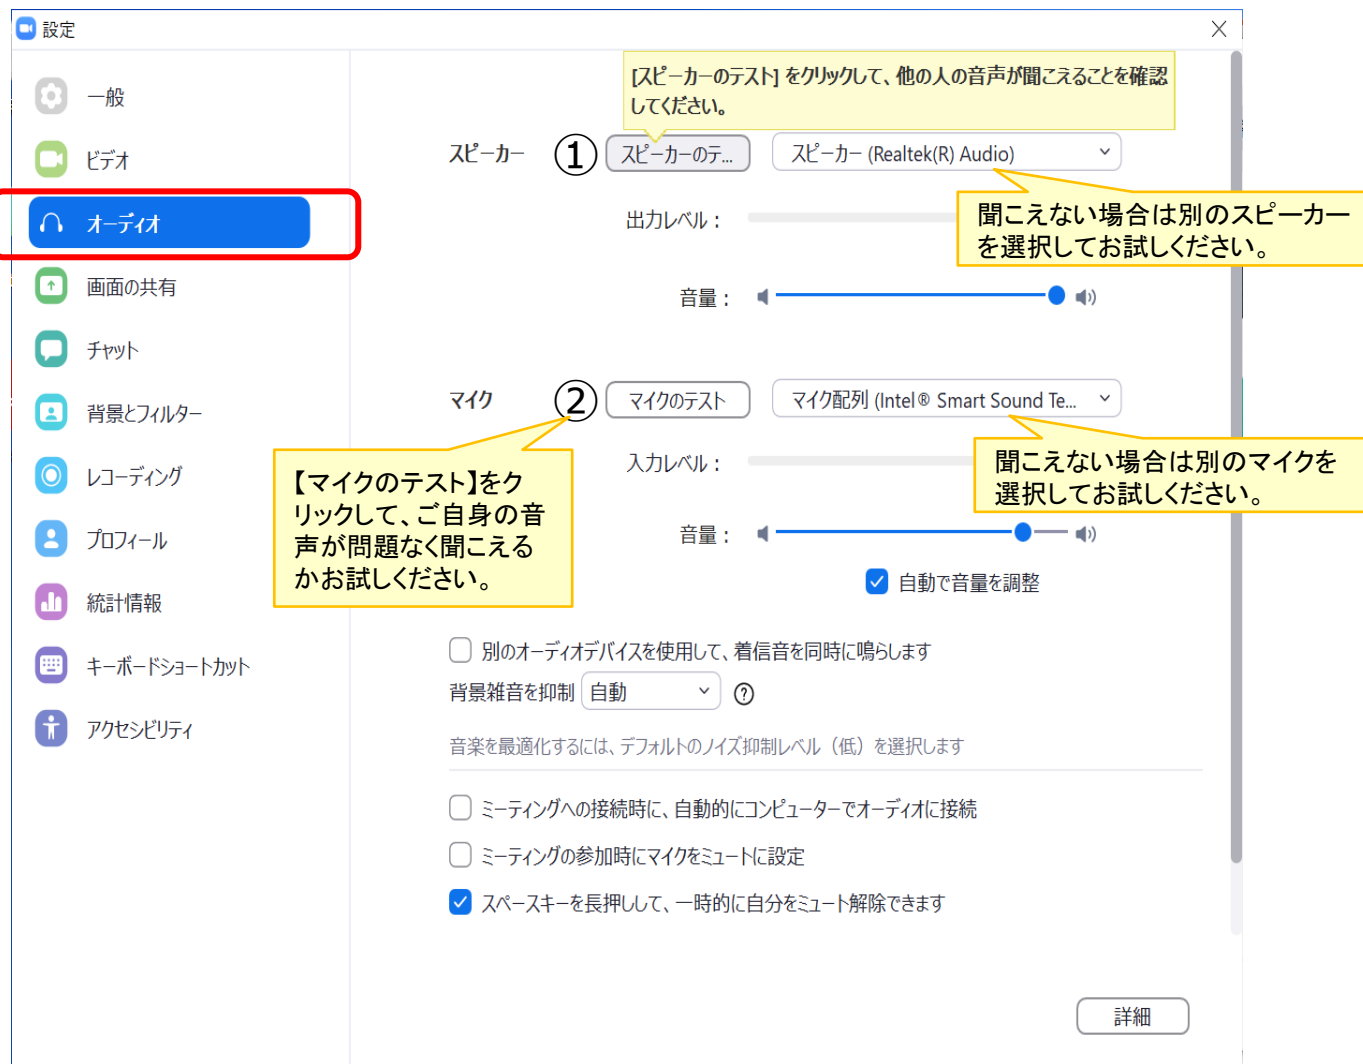 設定
一般
ビデオ
オーディオ
画面の共有
チャット
背景とフィルター
レコーディング
プロフィール
統計情報
キーボードショートカット
アクセシビリティ
[スピーカーのテスト] をクリックして、他の人の音声が聞こえることを確認
してください。
スピーカー ① スピーカーのテ... スピーカー (Realtek(R) Audio)
聞こえない場合は別のスピーカー
を選択してお試しください。
出力レベル：
音量：
マイク ② マイクのテスト マイク配列 (Intel® Smart Sound Te...
聞こえない場合は別のマイクを
選択してお試しください。
入力レベル：
【マイクのテスト】をク
リックして、ご自身の音
声が問題なく聞こえる
かお試しください。
音量：
自動で音量を調整
別のオーディオデバイスを使用して、着信音を同時に鳴らします
背景雑音を抑制 自動 ?
音楽を最適化するには、デフォルトのノイズ抑制レベル（低）を選択します
ミーティングへの接続時に、自動的にコンピューターでオーディオに接続
ミーティングの参加時にマイクをミュートに設定
スペースキーを長押しして、一時的に自分をミュート解除できます
詳細